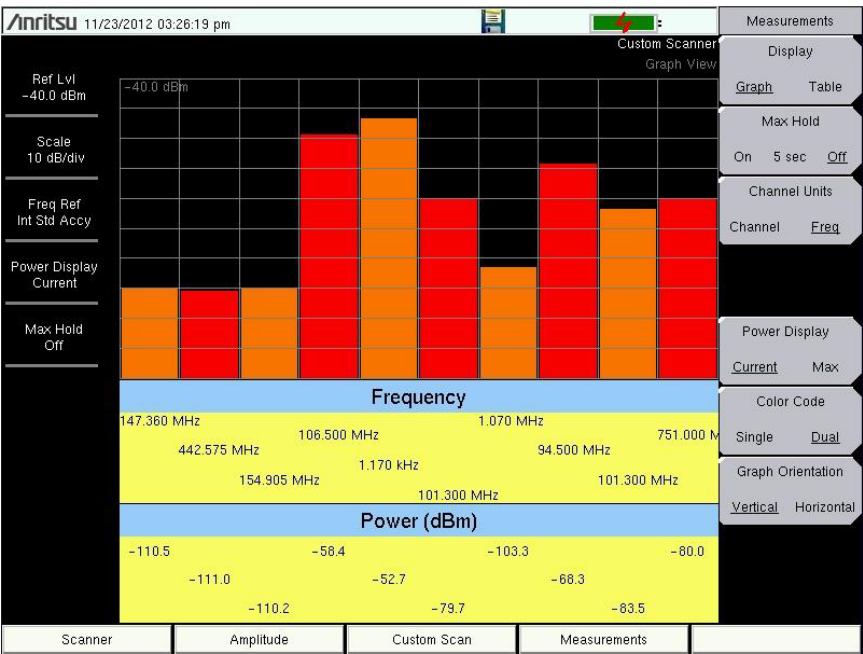 Anritsu 11/23/2012 03:26:19 pm
Custom Scanner
Graph View
Ref Lvl
-40.0 dBm
Scale
10 dB/div
Freq Ref
Int Std Accy
Power Display
Current
Max Hold
Off
-40.0 dBm
Frequency
147.360 MHz 1.070 MHz
106.500 MHz 751.000 M
442.575 MHz 94.500 MHz
1.170 kHz
154.905 MHz 101.300 MHz
101.300 MHz
Power (dBm)
-110.5 -58.4 -103.3 -80.0
-111.0 -52.7 -68.3
-110.2 -79.7 -83.5
Measurements
Display
Graph Table
Max Hold
On 5 sec Off
Channel Units
Channel Freq
Power Display
Current Max
Color Code
Single Dual
Graph Orientation
Vertical Horizontal
Scanner Amplitude Custom Scan Measurements